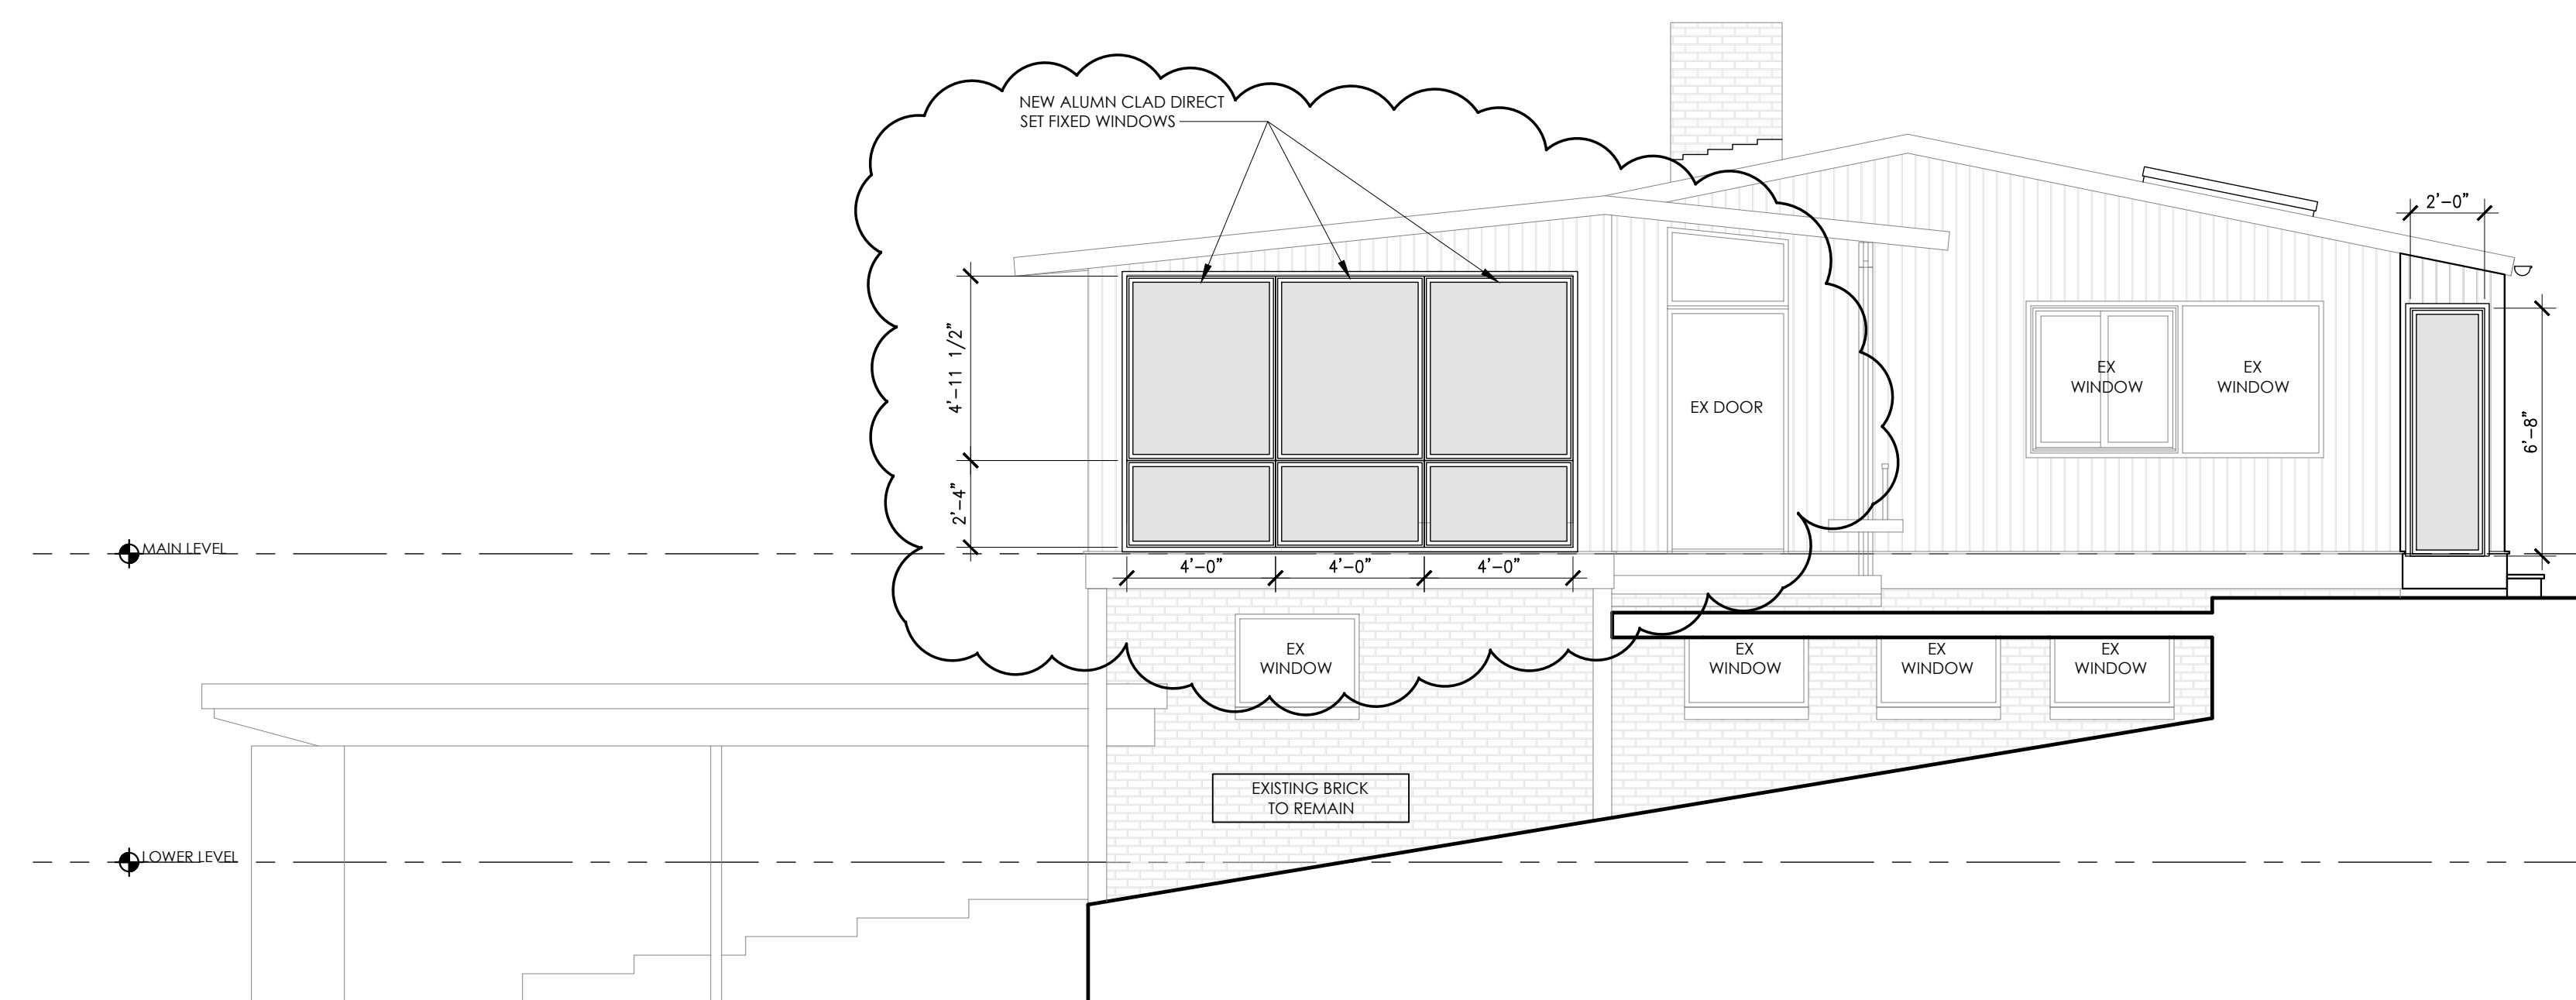 NEW ALUMN CLAD DIRECT
SET FIXED WINDOWS
2'-0"
4'-11 1/2"
EX
WINDOW
EX
WINDOW
EX DOOR
6'-8"
2'-4"
MAIN LEVEL
4'-0"
4'-0"
4'-0"
EX
WINDOW
EX
WINDOW
EX
WINDOW
EX
WINDOW
EXISTING BRICK
TO REMAIN
LOWER LEVEL